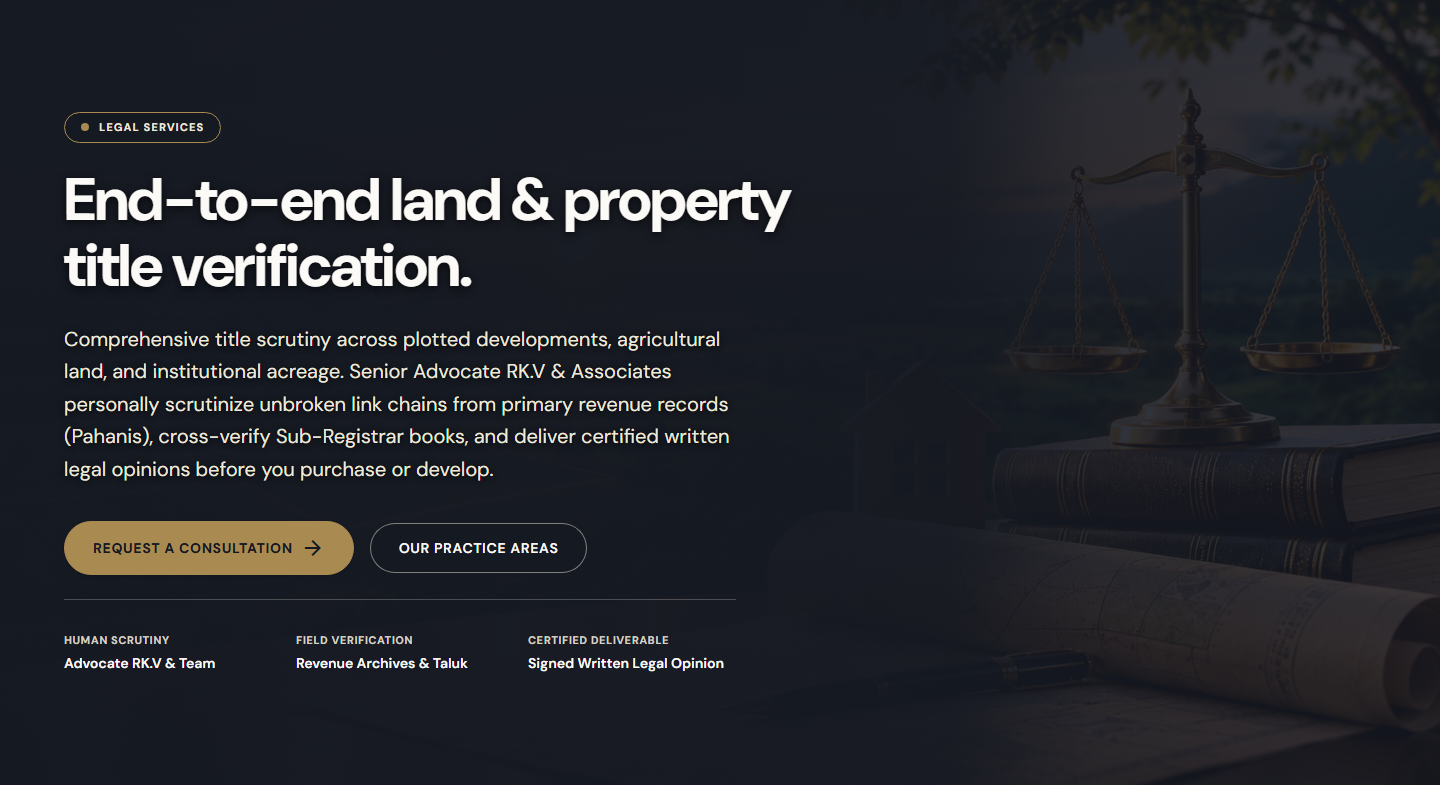 LEGAL SERVICES
End-to-end land & property
title verification.
Comprehensive title scrutiny across plotted developments, agricultural
land, and institutional acreage. Senior Advocate RK.V & Associates
personally scrutinize unbroken link chains from primary revenue records
(Pahanis), cross-verify Sub-Registrar books, and deliver certified written
legal opinions before you purchase or develop.
REQUEST A CONSULTATION →
OUR PRACTICE AREAS
HUMAN SCRUTINY
Advocate RK.V & Team
FIELD VERIFICATION
Revenue Archives & Taluk
CERTIFIED DELIVERABLE
Signed Written Legal Opinion